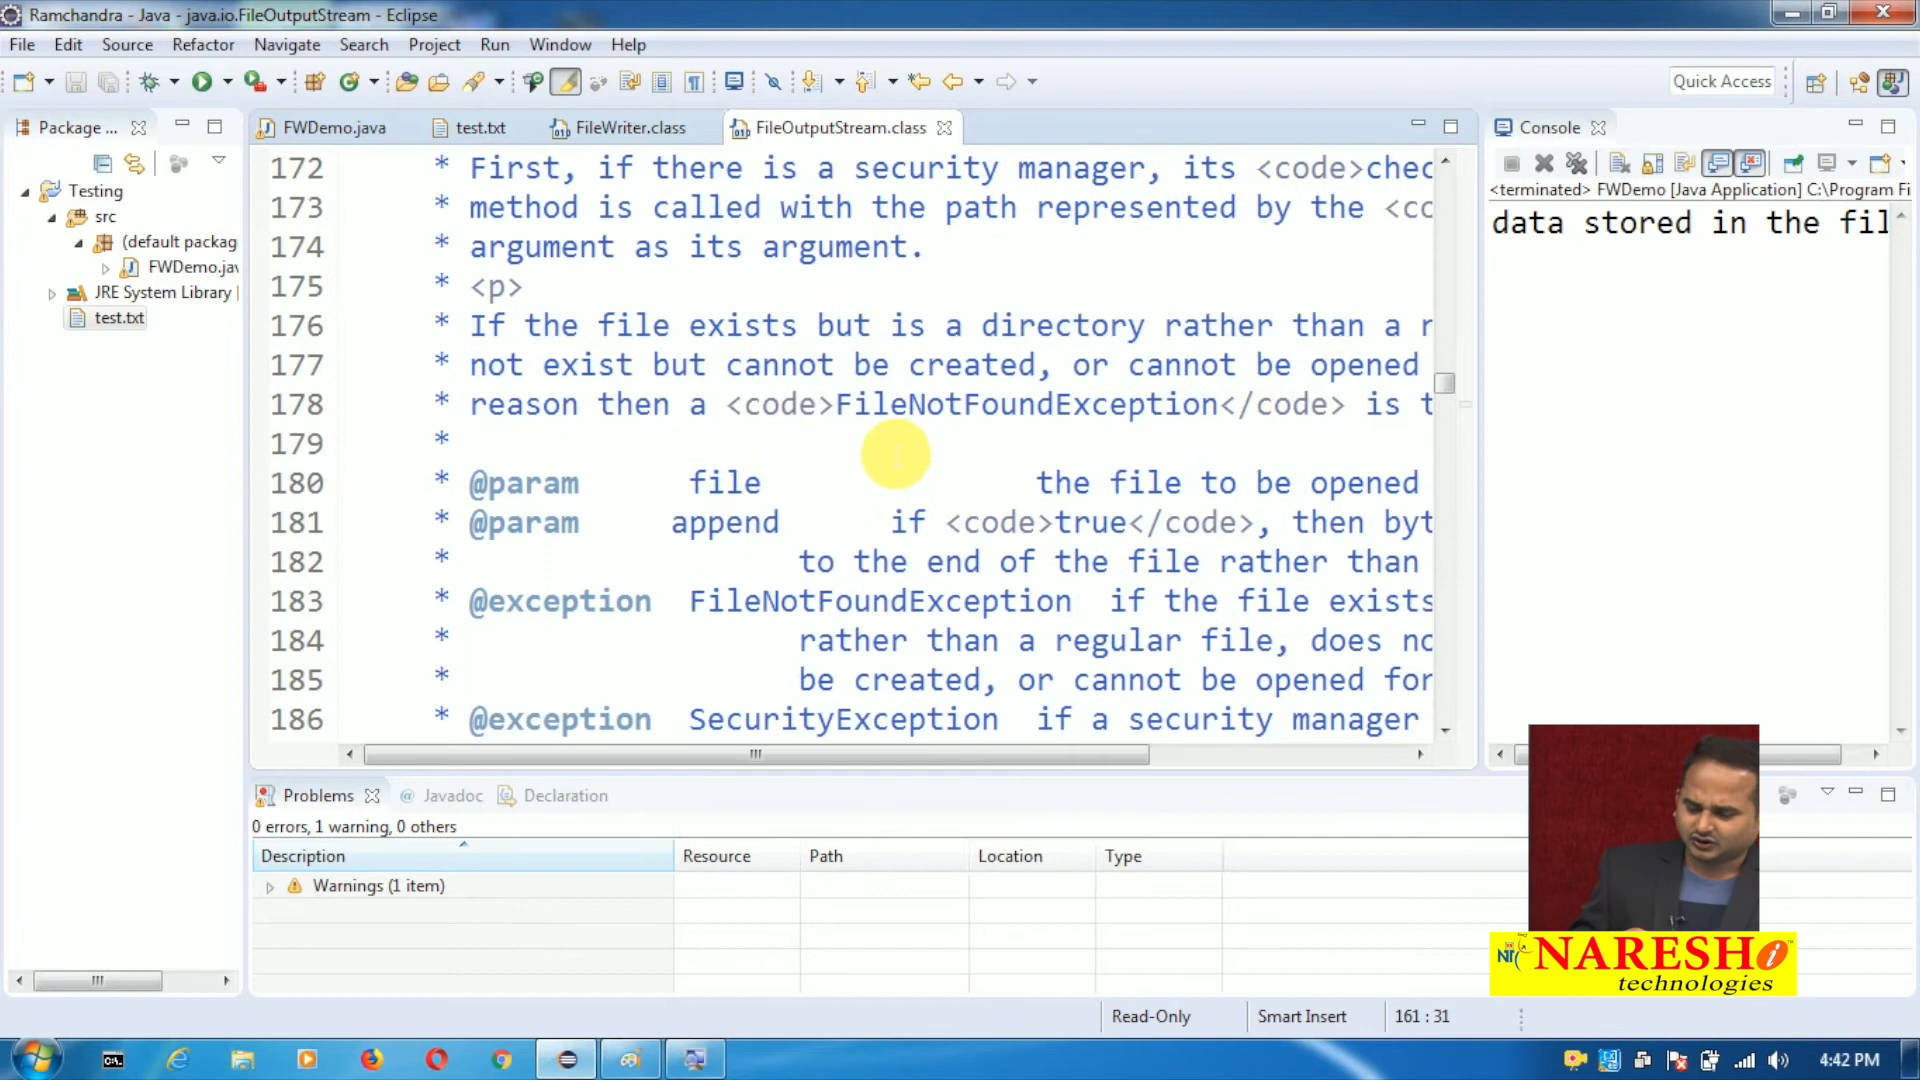 Ramchandra - Java - java.io.FileOutputStream - Eclipse
File Edit Source Refactor Navigate Search Project Run Window Help
Quick Access
Package ...
FWDemo.java
test.txt
FileWriter.class
FileOutputStream.class
Console
Testing
src
(default packag
FWDemo.jav
JRE System Library
test.txt
172 * First, if there is a security manager, its <code>chec
173 * method is called with the path represented by the <co
174 * argument as its argument.
175 * <p>
176 * If the file exists but is a directory rather than a r
177 * not exist but cannot be created, or cannot be opened
178 * reason then a <code>FileNotFoundException</code> is t
179 *
180 * @param file the file to be opened
181 * @param append if <code>true</code>, then byt
182 * to the end of the file rather than
183 * @exception FileNotFoundException if the file exists
184 * rather than a regular file, does no
185 * be created, or cannot be opened for
186 * @exception SecurityException if a security manager
<terminated> FWDemo [Java Application] C:\Program Fi
data stored in the fil
Problems
@ Javadoc
Declaration
0 errors, 1 warning, 0 others
Description Resource Path Location Type
Warnings (1 item)
NARESH i
technologies
Read-Only Smart Insert 161 : 31
4:42 PM